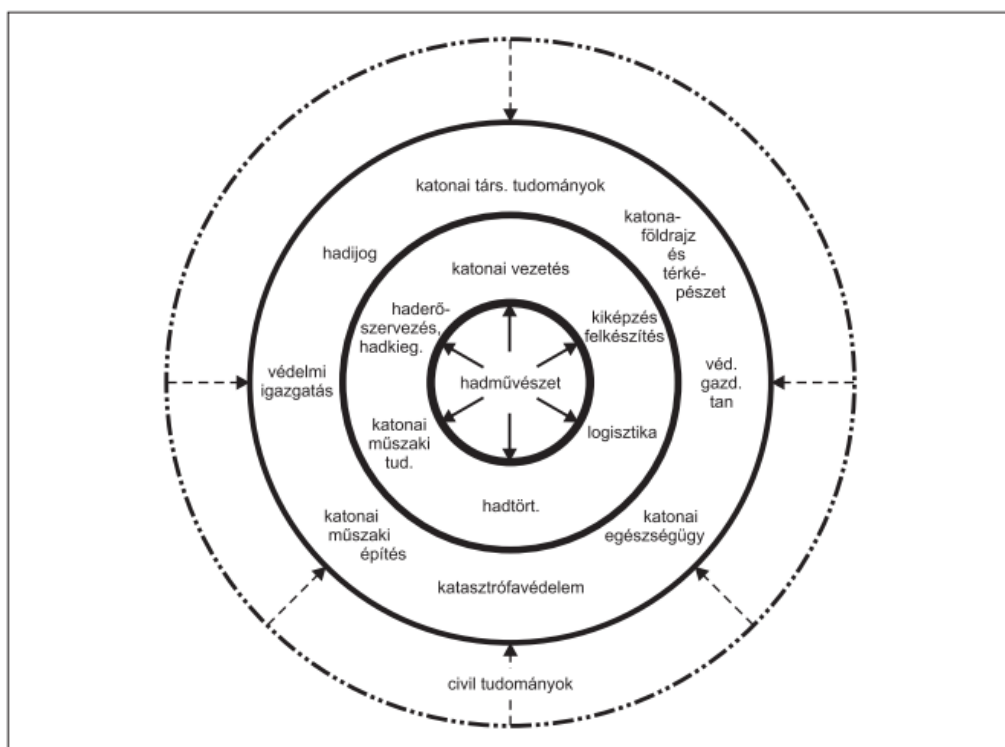 katonai társ. tudományok
katona-
földrajz
és
térké-
pészet
hadijog
katonai vezetés
haderő-
szervezés,
hadkieg.
kiképzés
felkészítés
védelmi
igazgatás
hadművészet
véd.
gazd.
tan
katonai
műszaki
tud.
logisztika
hadtört.
katonai
műszaki
építés
katonai
egészségügy
katasztrófavédelem
civil tudományok